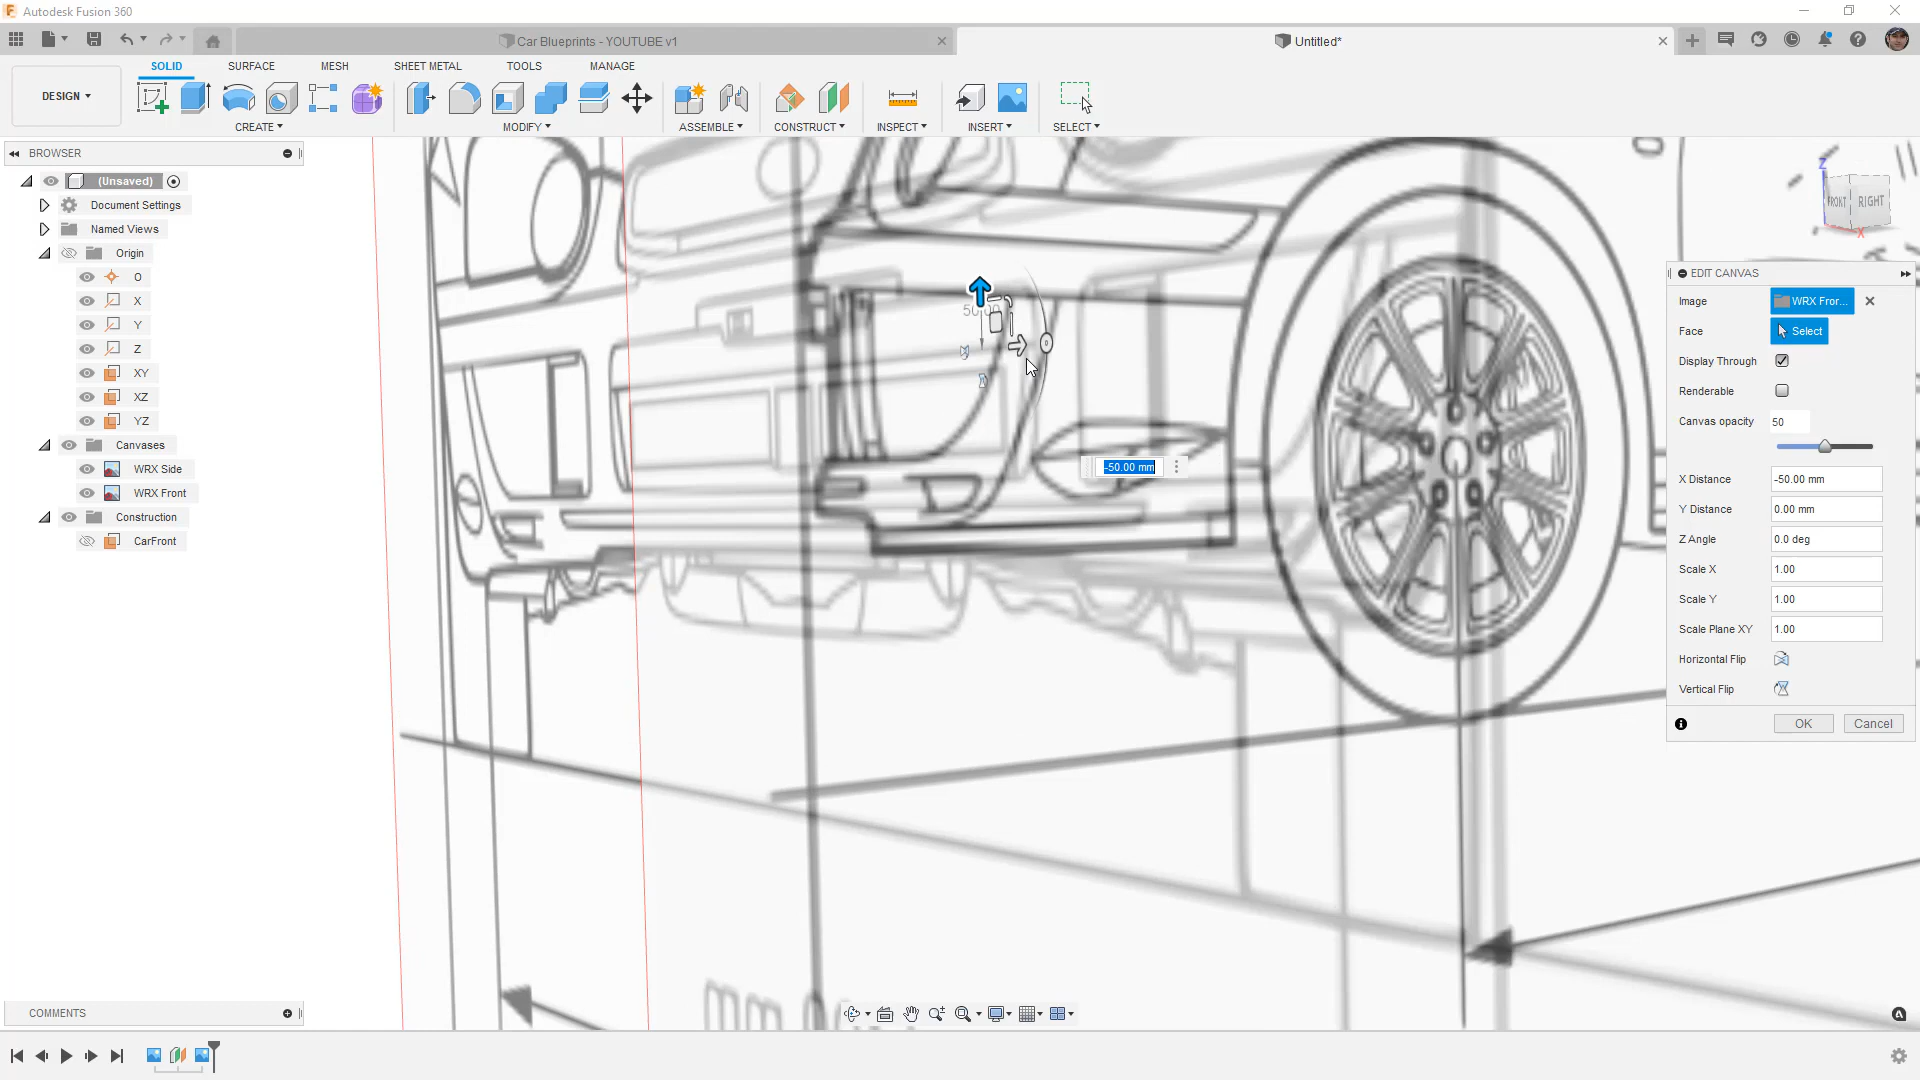 Autodesk Fusion 360
Car Blueprints - YOUTUBE v1
Untitled*
DESIGN
SOLID
SURFACE
MESH
SHEET METAL
TOOLS
MANAGE
CREATE
MODIFY
ASSEMBLE
CONSTRUCT
INSPECT
INSERT
SELECT
BROWSER
(Unsaved)
Document Settings
Named Views
Origin
O
X
Y
Z
XY
XZ
YZ
Canvases
WRX Side
WRX Front
Construction
CarFront
50.00
-50.00 mm
Z
FRONT
RIGHT
X
EDIT CANVAS
Image
WRX Fror...
Face
Select
Display Through
Renderable
Canvas opacity
50
X Distance
-50.00 mm
Y Distance
0.00 mm
Z Angle
0.0 deg
Scale X
1.00
Scale Y
1.00
Scale Plane XY
1.00
Horizontal Flip
Vertical Flip
OK
Cancel
COMMENTS